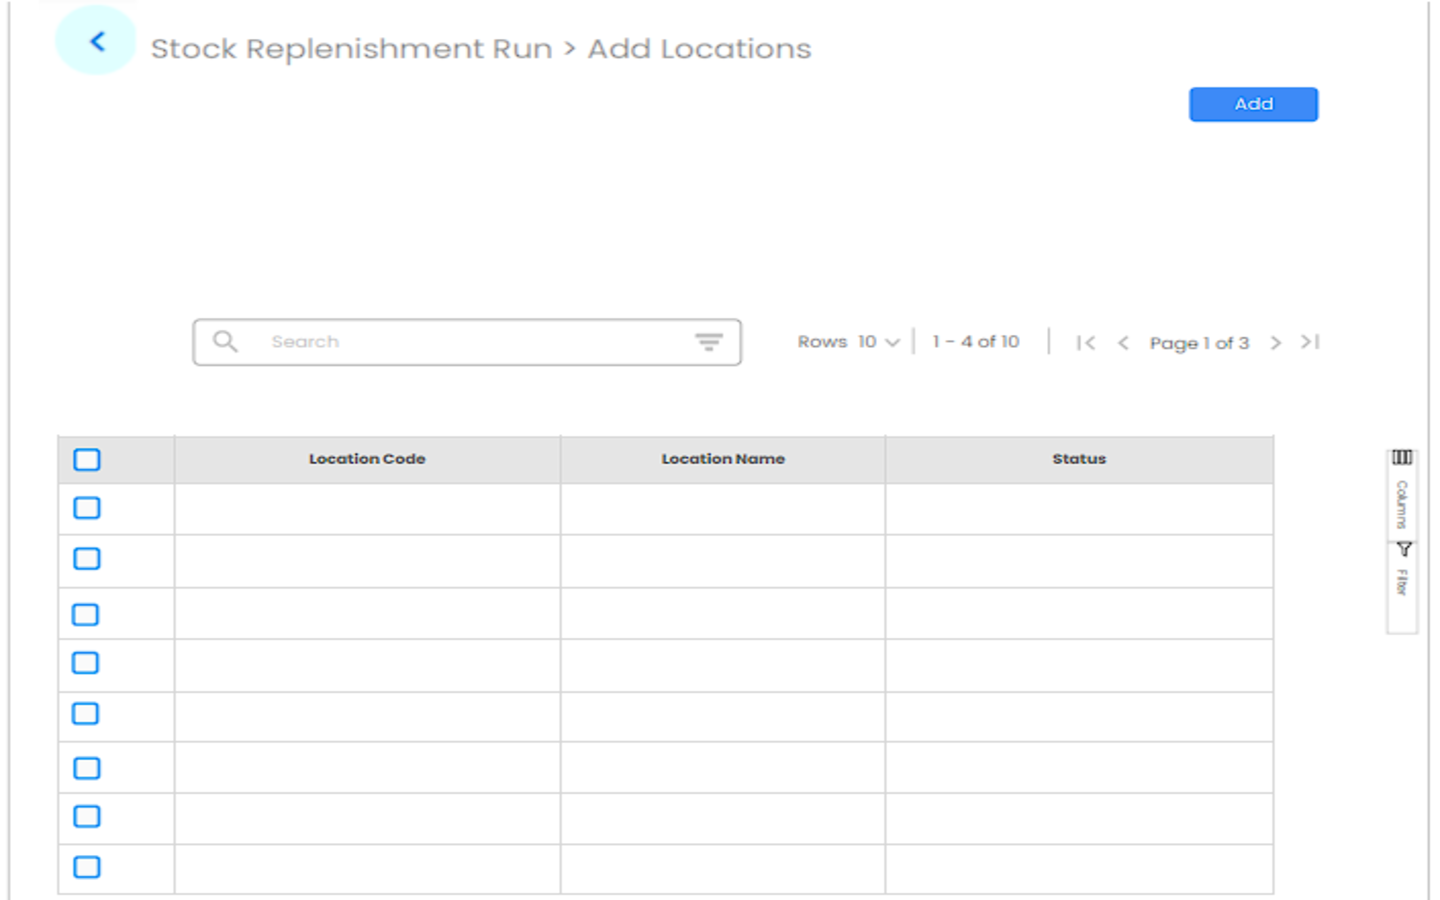 Stock Replenishment Run > Add Locations
Add
Search
Rows 10
1 - 4 of 10
Page 1 of 3
Location Code
Location Name
Status
Columns
Filter